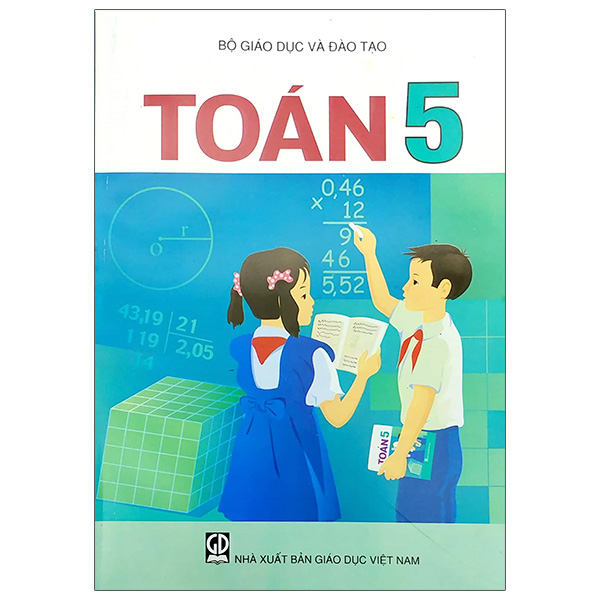 BỘ GIÁO DỤC VÀ ĐÀO TẠO
TOÁN 5
0,46
x 12
9
46
5,52
r
O
43,19 21
119 2,05
14
TOÁN 5
GD
NHÀ XUẤT BẢN GIÁO DỤC VIỆT NAM